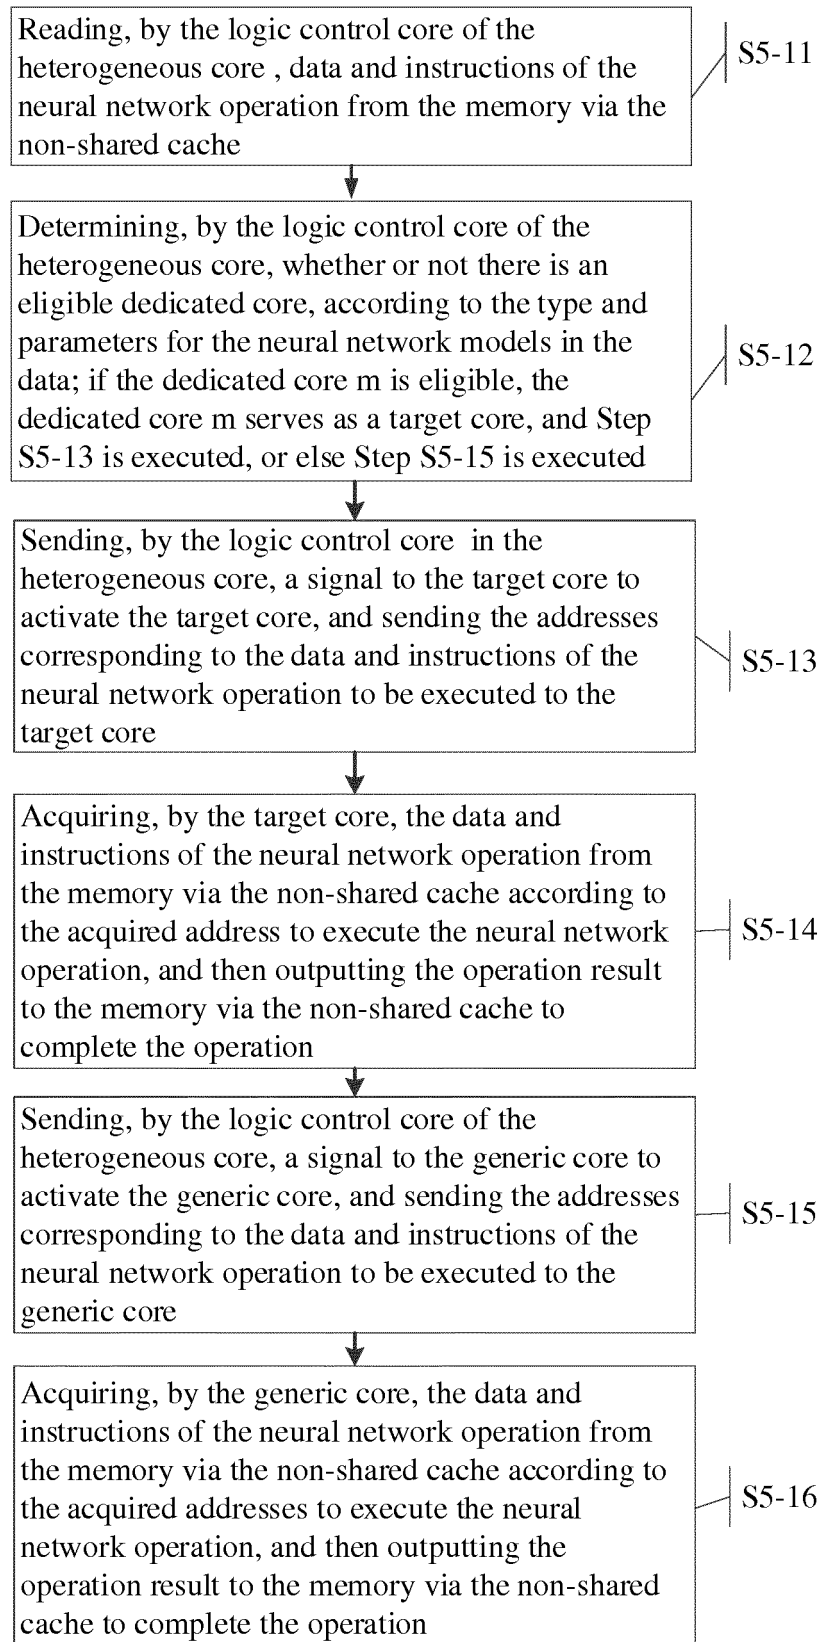 Reading, by the logic control core of the
heterogeneous core , data and instructions of the
neural network operation from the memory via the
non-shared cache
S5-11
Determining, by the logic control core of the
heterogeneous core, whether or not there is an
eligible dedicated core, according to the type and
parameters for the neural network models in the
data; if the dedicated core m is eligible, the
dedicated core m serves as a target core, and Step
S5-13 is executed, or else Step S5-15 is executed
S5-12
Sending, by the logic control core in the
heterogeneous core, a signal to the target core to
activate the target core, and sending the addresses
corresponding to the data and instructions of the
neural network operation to be executed to the
target core
S5-13
Acquiring, by the target core, the data and
instructions of the neural network operation from
the memory via the non-shared cache according to
the acquired address to execute the neural network
operation, and then outputting the operation result
to the memory via the non-shared cache to
complete the operation
S5-14
Sending, by the logic control core of the
heterogeneous core, a signal to the generic core to
activate the generic core, and sending the addresses
corresponding to the data and instructions of the
neural network operation to be executed to the
generic core
S5-15
Acquiring, by the generic core, the data and
instructions of the neural network operation from
the memory via the non-shared cache according to
the acquired addresses to execute the neural
network operation, and then outputting the
operation result to the memory via the non-shared
cache to complete the operation
S5-16